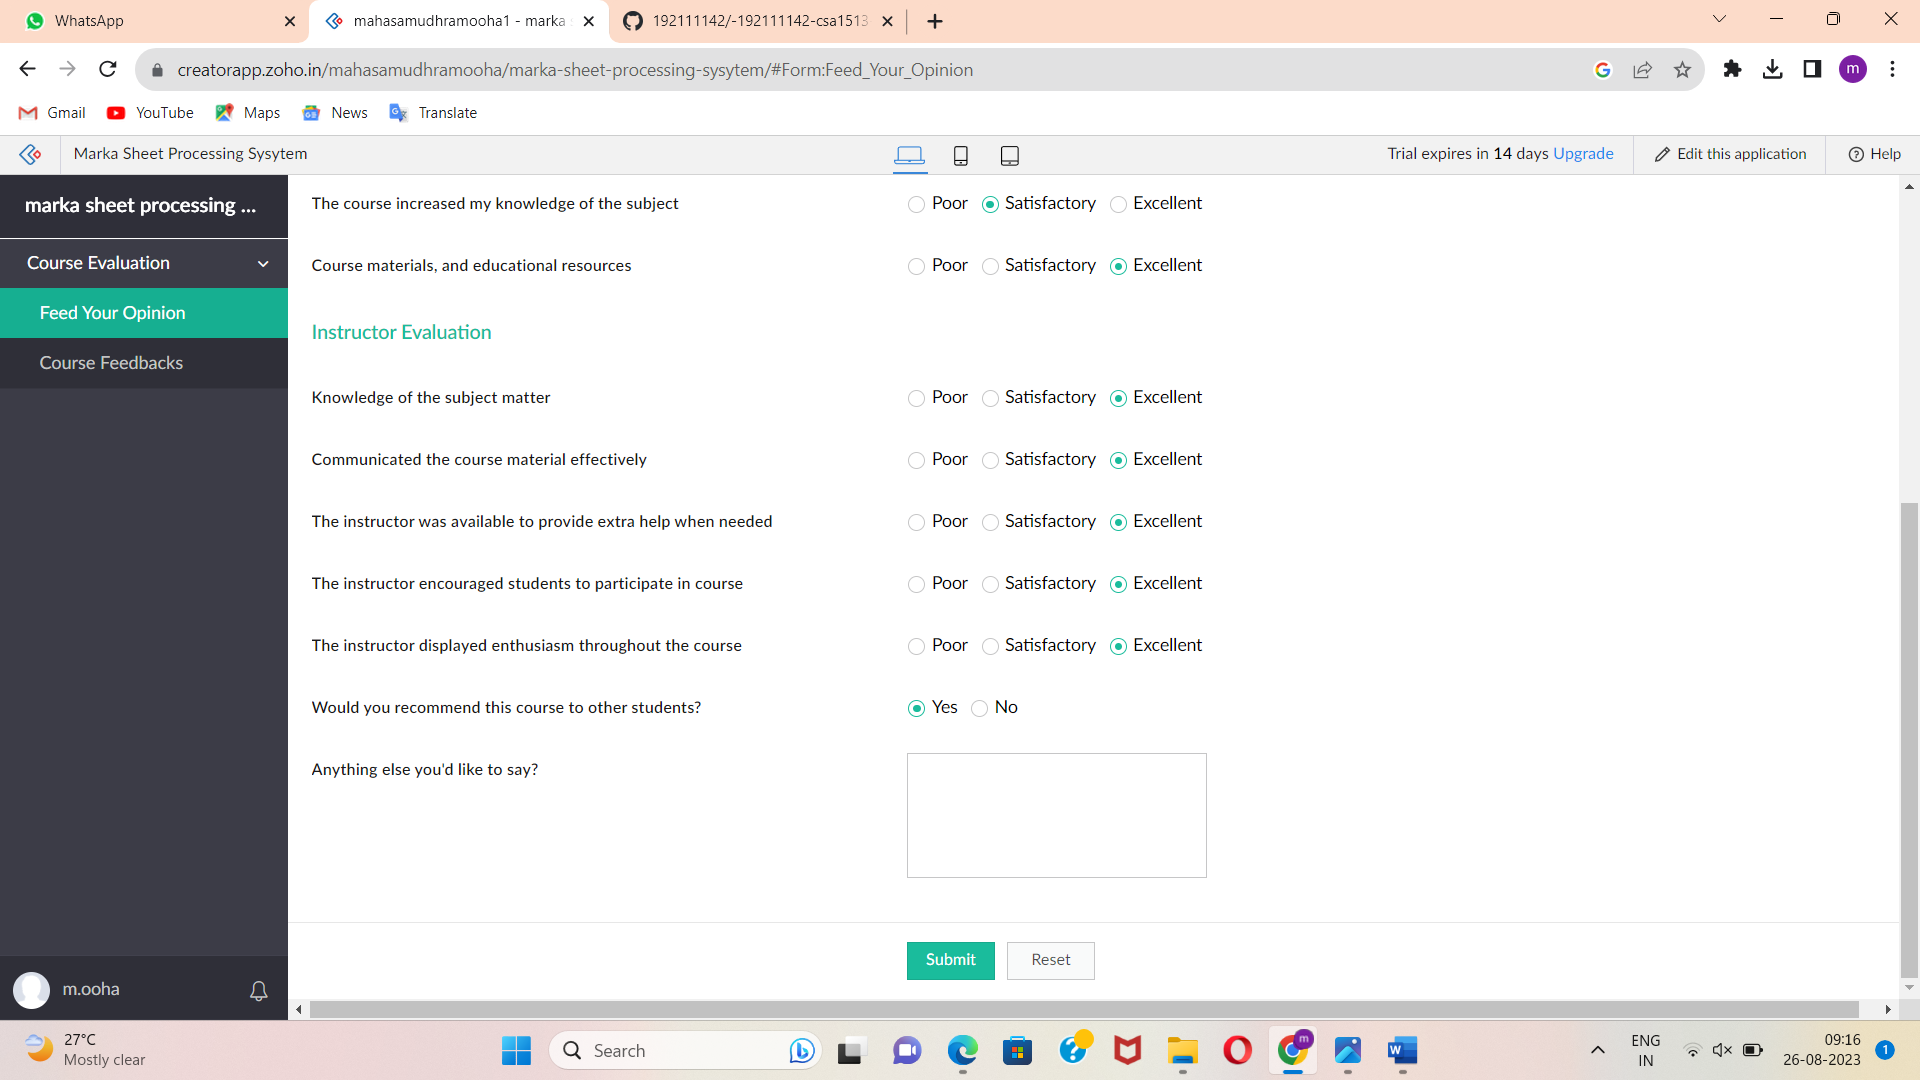 WhatsApp
mahasamudhramooha1 - marka
192111142/-192111142-csa1513
creatorapp.zoho.in/mahasamudhramooha/marka-sheet-processing-sysytem/#Form:Feed_Your_Opinion
m
Gmail
YouTube
Maps
News
Translate
Marka Sheet Processing Sysytem
Trial expires in 14 days Upgrade
Edit this application
Help
marka sheet processing ...
Course Evaluation
Feed Your Opinion
Course Feedbacks
The course increased my knowledge of the subject Poor Satisfactory Excellent
Course materials, and educational resources Poor Satisfactory Excellent
Instructor Evaluation
Knowledge of the subject matter Poor Satisfactory Excellent
Communicated the course material effectively Poor Satisfactory Excellent
The instructor was available to provide extra help when needed Poor Satisfactory Excellent
The instructor encouraged students to participate in course Poor Satisfactory Excellent
The instructor displayed enthusiasm throughout the course Poor Satisfactory Excellent
Would you recommend this course to other students? Yes No
Anything else you'd like to say?
Submit
Reset
m.ooha
27°C
Mostly clear
Search
m
ENG
IN
09:16
26-08-2023
1